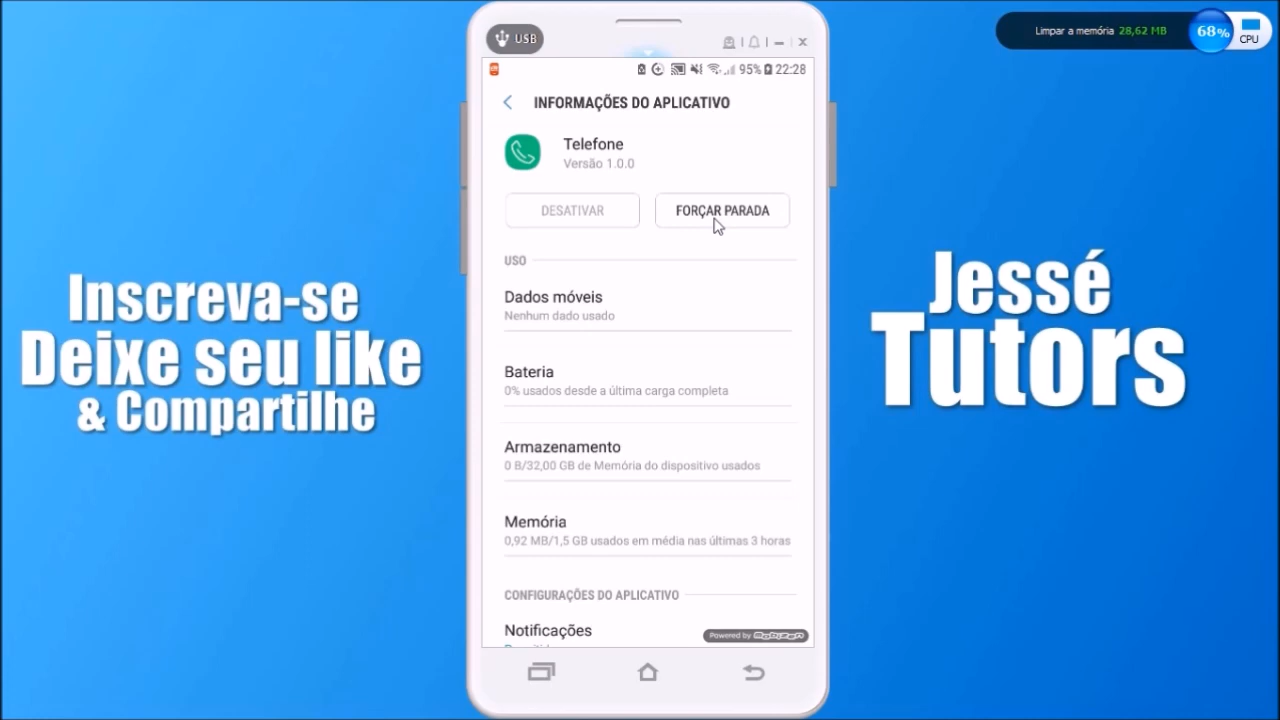 Limpar a memória 28,62 MB
68%
CPU
USB
95% 22:28
INFORMAÇÕES DO APLICATIVO
Telefone
Versão 1.0.0
DESATIVAR
FORÇAR PARADA
USO
Dados móveis
Nenhum dado usado
Bateria
0% usados desde a última carga completa
Armazenamento
0 B/32,00 GB de Memória do dispositivo usados
Memória
0,92 MB/1,5 GB usados em média nas últimas 3 horas
CONFIGURAÇÕES DO APLICATIVO
Notificações
Powered by mobizen
Inscreva-se
Deixe seu like
& Compartilhe
Jessé
Tutors